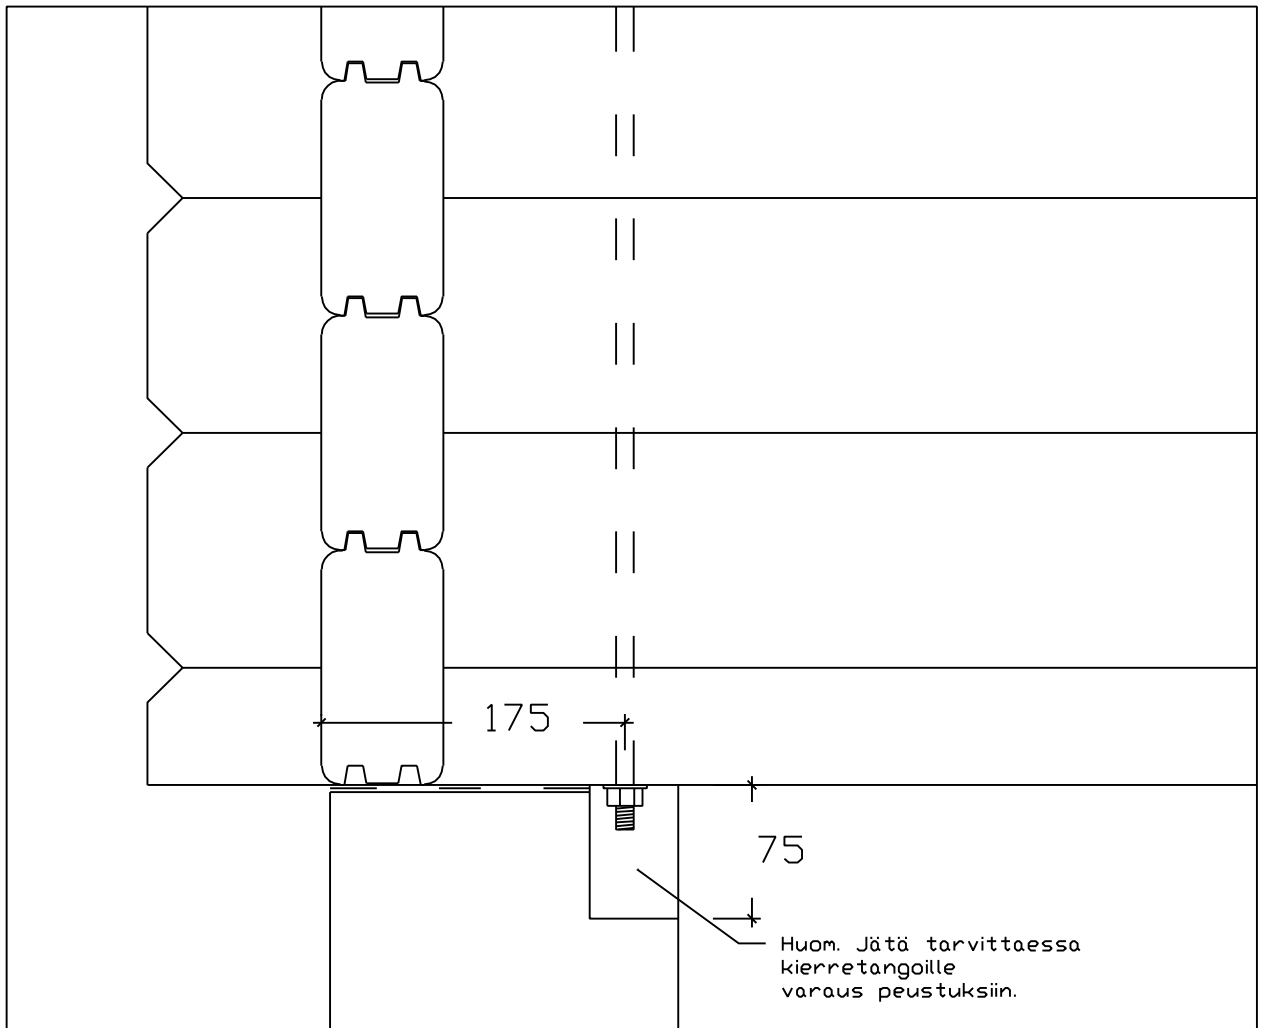 175
75
Huom. Jätä tarvittaessa
kierretangoille
varaus peustuksiin.